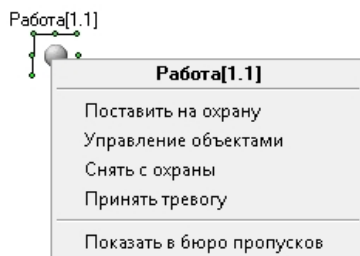 Работа[1.1]
Работа[1.1]
Поставить на охрану
Управление объектами
Снять с охраны
Принять тревогу
Показать в бюро пропусков